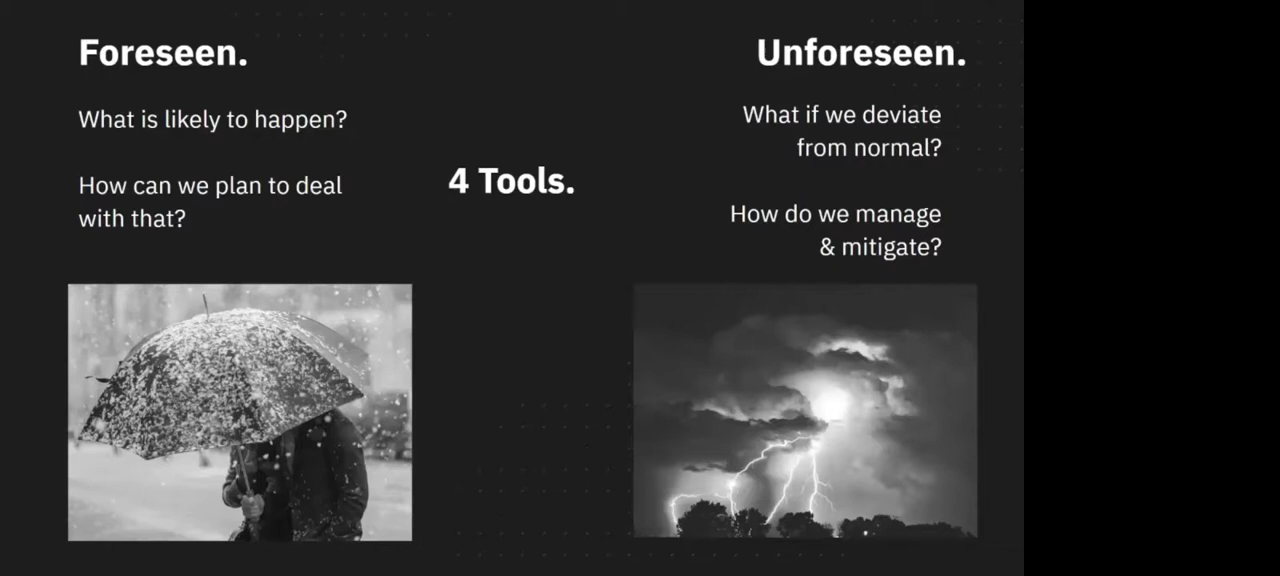 Foreseen.
What is likely to happen?
How can we plan to deal
with that?
4 Tools.
Unforeseen.
What if we deviate
from normal?
How do we manage
& mitigate?